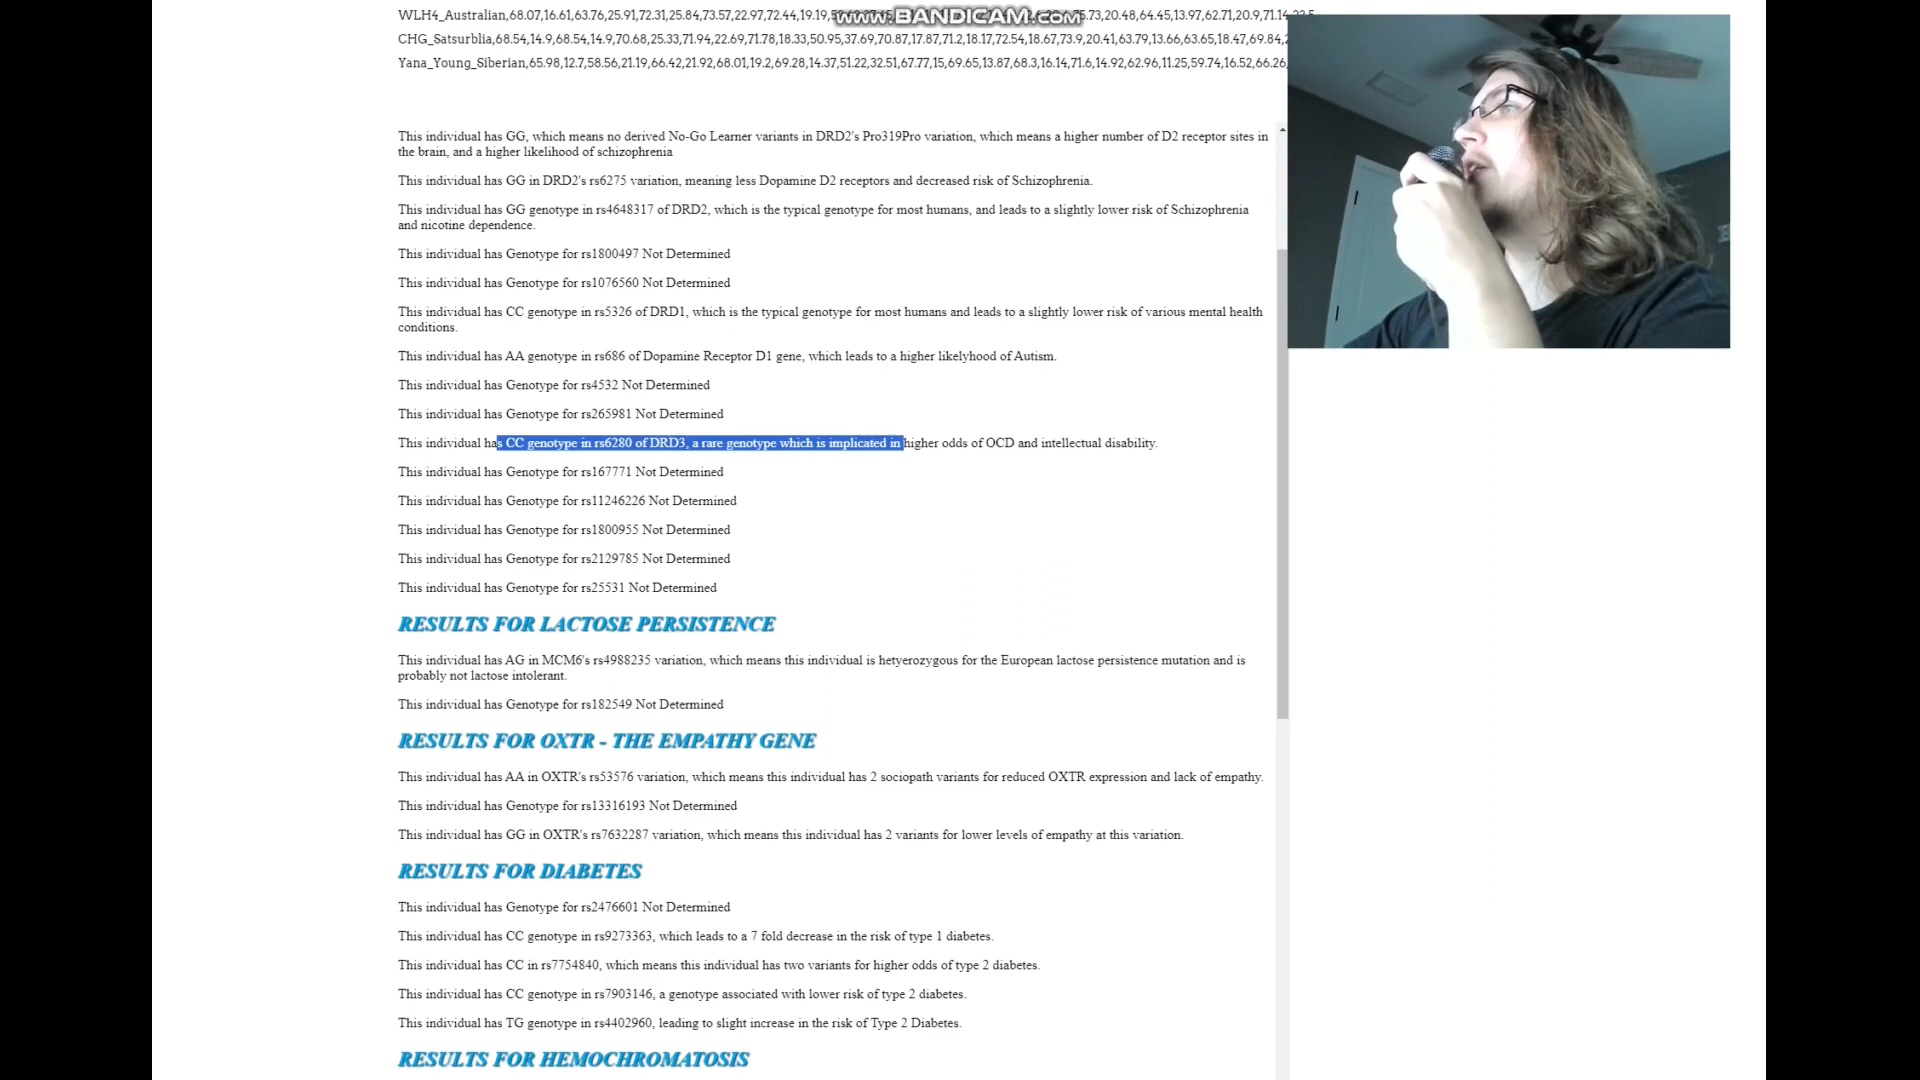 WLH4_Australian,68.07,16.61,63.76,25.91,72.31,25.84,73.57,22.97,72.44,19.19
www.BANDICAM.com
.73,20.48,64.45,13.97,62.71,20.9,71.14
CHG_Satsurblia,68.54,14.9,68.54,14.9,70.68,25.33,71.94,22.69,71.78,18.33,50.95,37.69,70.87,17.87,71.2,18.17,72.54,18.67,73.9,20.41,63.79,13.66,63.65,18.47,69.84,2
Yana_Young_Siberian,65.98,12.7,58.56,21.19,66.42,21.92,68.01,19.2,69.28,14.37,51.22,32.51,67.77,15,69.65,13.87,68.3,16.14,71.6,14.92,62.96,11.25,59.74,16.52,66.26,
This individual has GG, which means no derived No-Go Learner variants in DRD2's Pro319Pro variation, which means a higher number of D2 receptor sites in
the brain, and a higher likelihood of schizophrenia
This individual has GG in DRD2's rs6275 variation, meaning less Dopamine D2 receptors and decreased risk of Schizophrenia.
This individual has GG genotype in rs4648317 of DRD2, which is the typical genotype for most humans, and leads to a slightly lower risk of Schizophrenia
and nicotine dependence.
This individual has Genotype for rs1800497 Not Determined
This individual has Genotype for rs1076560 Not Determined
This individual has CC genotype in rs5326 of DRD1, which is the typical genotype for most humans and leads to a slightly lower risk of various mental health
conditions.
This individual has AA genotype in rs686 of Dopamine Receptor D1 gene, which leads to a higher likelyhood of Autism.
This individual has Genotype for rs4532 Not Determined
This individual has Genotype for rs265981 Not Determined
This individual has CC genotype in rs6280 of DRD3, a rare genotype which is implicated in higher odds of OCD and intellectual disability.
This individual has Genotype for rs167771 Not Determined
This individual has Genotype for rs11246226 Not Determined
This individual has Genotype for rs1800955 Not Determined
This individual has Genotype for rs2129785 Not Determined
This individual has Genotype for rs25531 Not Determined
RESULTS FOR LACTOSE PERSISTENCE
This individual has AG in MCM6's rs4988235 variation, which means this individual is hetyerozygous for the European lactose persistence mutation and is
probably not lactose intolerant.
This individual has Genotype for rs182549 Not Determined
RESULTS FOR OXTR - THE EMPATHY GENE
This individual has AA in OXTR's rs53576 variation, which means this individual has 2 sociopath variants for reduced OXTR expression and lack of empathy.
This individual has Genotype for rs13316193 Not Determined
This individual has GG in OXTR's rs7632287 variation, which means this individual has 2 variants for lower levels of empathy at this variation.
RESULTS FOR DIABETES
This individual has Genotype for rs2476601 Not Determined
This individual has CC genotype in rs9273363, which leads to a 7 fold decrease in the risk of type 1 diabetes.
This individual has CC in rs7754840, which means this individual has two variants for higher odds of type 2 diabetes.
This individual has CC genotype in rs7903146, a genotype associated with lower risk of type 2 diabetes.
This individual has TG genotype in rs4402960, leading to slight increase in the risk of Type 2 Diabetes.
RESULTS FOR HEMOCHROMATOSIS